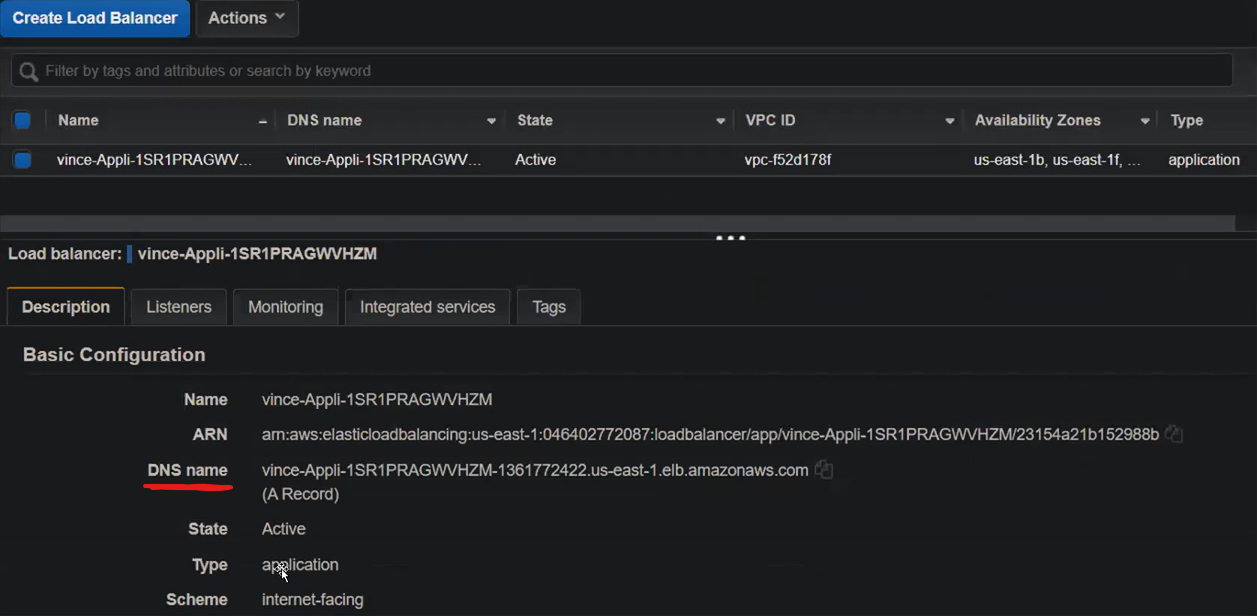 Create Load Balancer Actions
Filter by tags and attributes or search by keyword
Name DNS name State VPC ID Availability Zones Type
vince-Appli-1SR1PRAGWV... vince-Appli-1SR1PRAGWV... Active vpc-f52d178f us-east-1b, us-east-1f, ... application
Load balancer: vince-Appli-1SR1PRAGWVHZM
Description Listeners Monitoring Integrated services Tags
Basic Configuration
Name vince-Appli-1SR1PRAGWVHZM
ARN arn:aws:elasticloadbalancing:us-east-1:046402772087:loadbalancer/app/vince-Appli-1SR1PRAGWVHZM/23154a21b152988b
DNS name vince-Appli-1SR1PRAGWVHZM-1361772422.us-east-1.elb.amazonaws.com
(A Record)
State Active
Type application
Scheme internet-facing